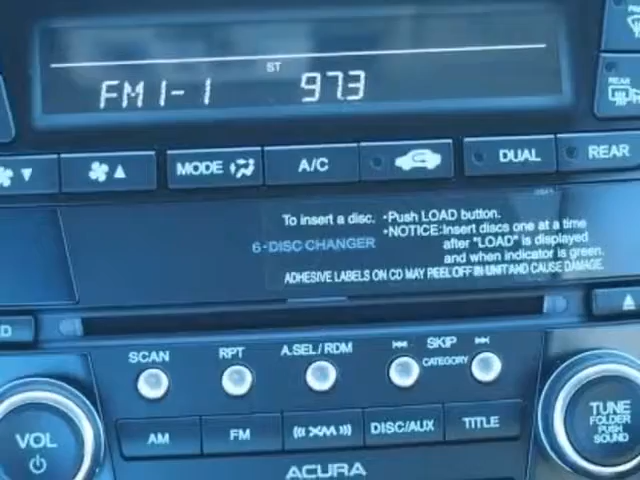 ST
FM1-1 97.3
REAR
MODE A/C DUAL REAR
To insert a disc. •Push LOAD button.
•NOTICE:Insert discs one at a time
6-DISC CHANGER after "LOAD" is displayed
and when indicator is green.
ADHESIVE LABELS ON CD MAY PEEL OFF IN UNIT AND CAUSE DAMAGE.
SCAN RPT A.SEL/RDM SKIP
CATEGORY
VOL AM FM XM DISC/AUX TITLE
TUNE
FOLDER
PUSH
SOUND
ACURA